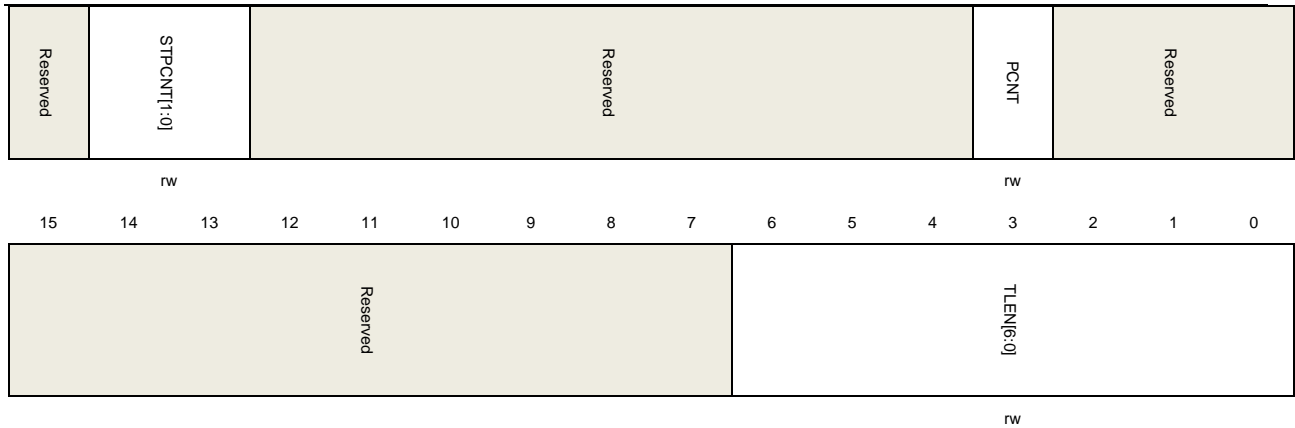 Reserved STPCNT[1:0] Reserved PCNT Reserved
rw rw
15 14 13 12 11 10 9 8 7 6 5 4 3 2 1 0
Reserved TLEN[6:0]
rw